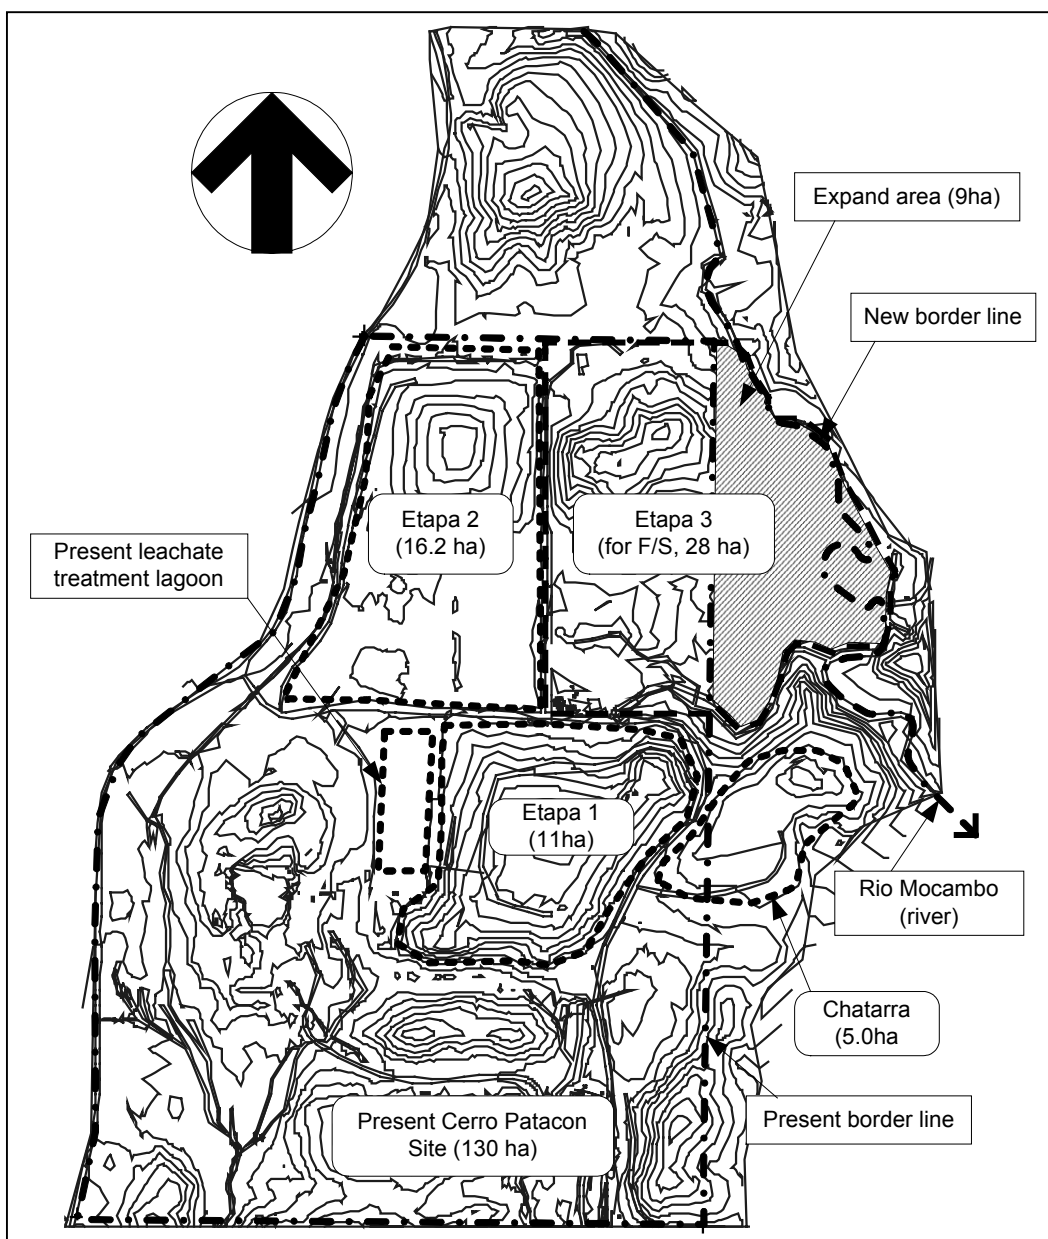 Expand area (9ha)
New border line
Etapa 2
(16.2 ha)
Etapa 3
(for F/S, 28 ha)
Present leachate
treatment lagoon
Etapa 1
(11ha)
Rio Mocambo
(river)
Chatarra
(5.0ha
Present Cerro Patacon
Site (130 ha)
Present border line